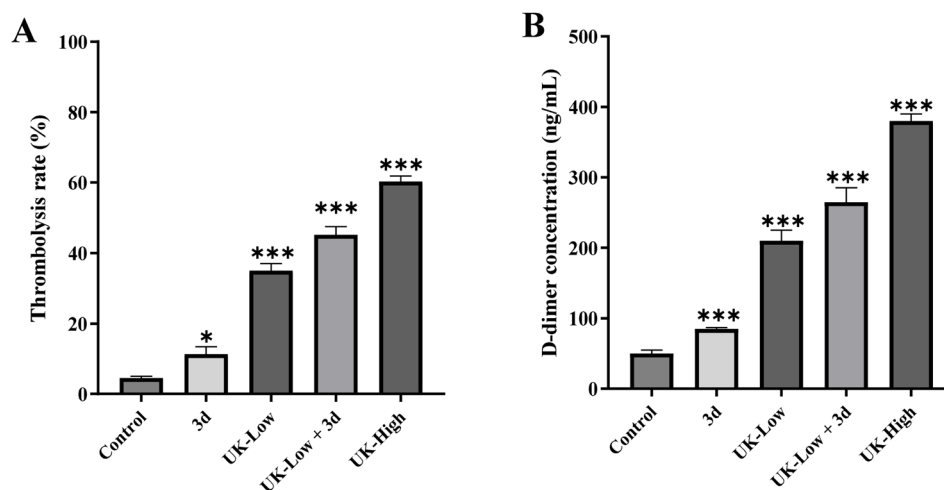 A
Thrombolysis rate (%)
100
80
60
40
20
0
*
***
***
***
Control
3d
UK-Low
UK-Low + 3d
UK-High
B
D-dimer concentration (ng/mL)
500
400
300
200
100
0
***
***
***
***
Control
3d
UK-Low
UK-Low + 3d
UK-High